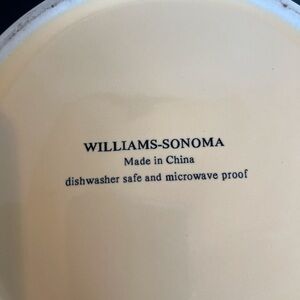 WILLIAMS-SONOMA
Made in China
dishwasher safe and microwave proof